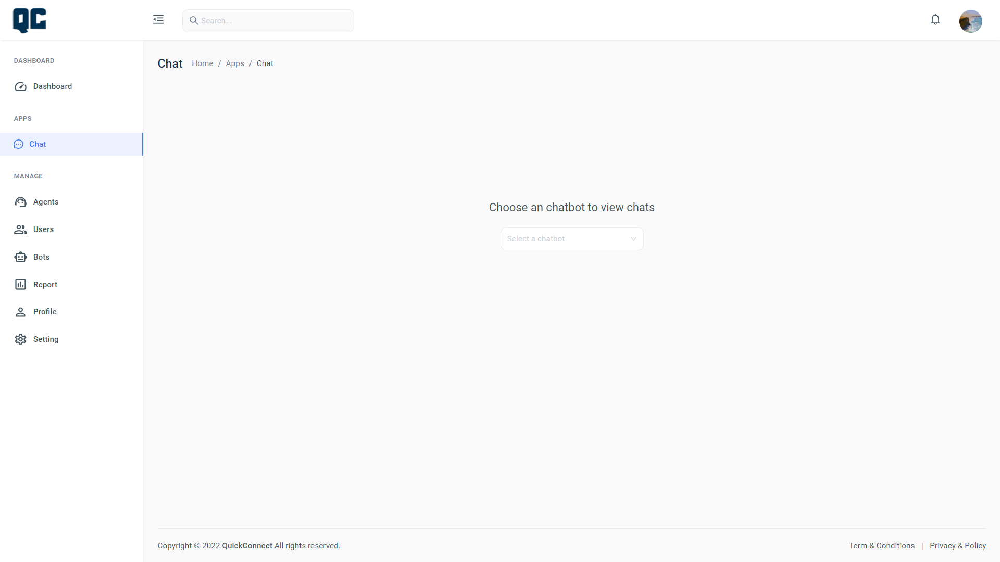 QC
Search...
DASHBOARD
Dashboard
APPS
Chat
MANAGE
Agents
Users
Bots
Report
Profile
Setting
Chat Home / Apps / Chat
Choose an chatbot to view chats
Select a chatbot
Copyright © 2022 QuickConnect All rights reserved.
Term & Conditions | Privacy & Policy